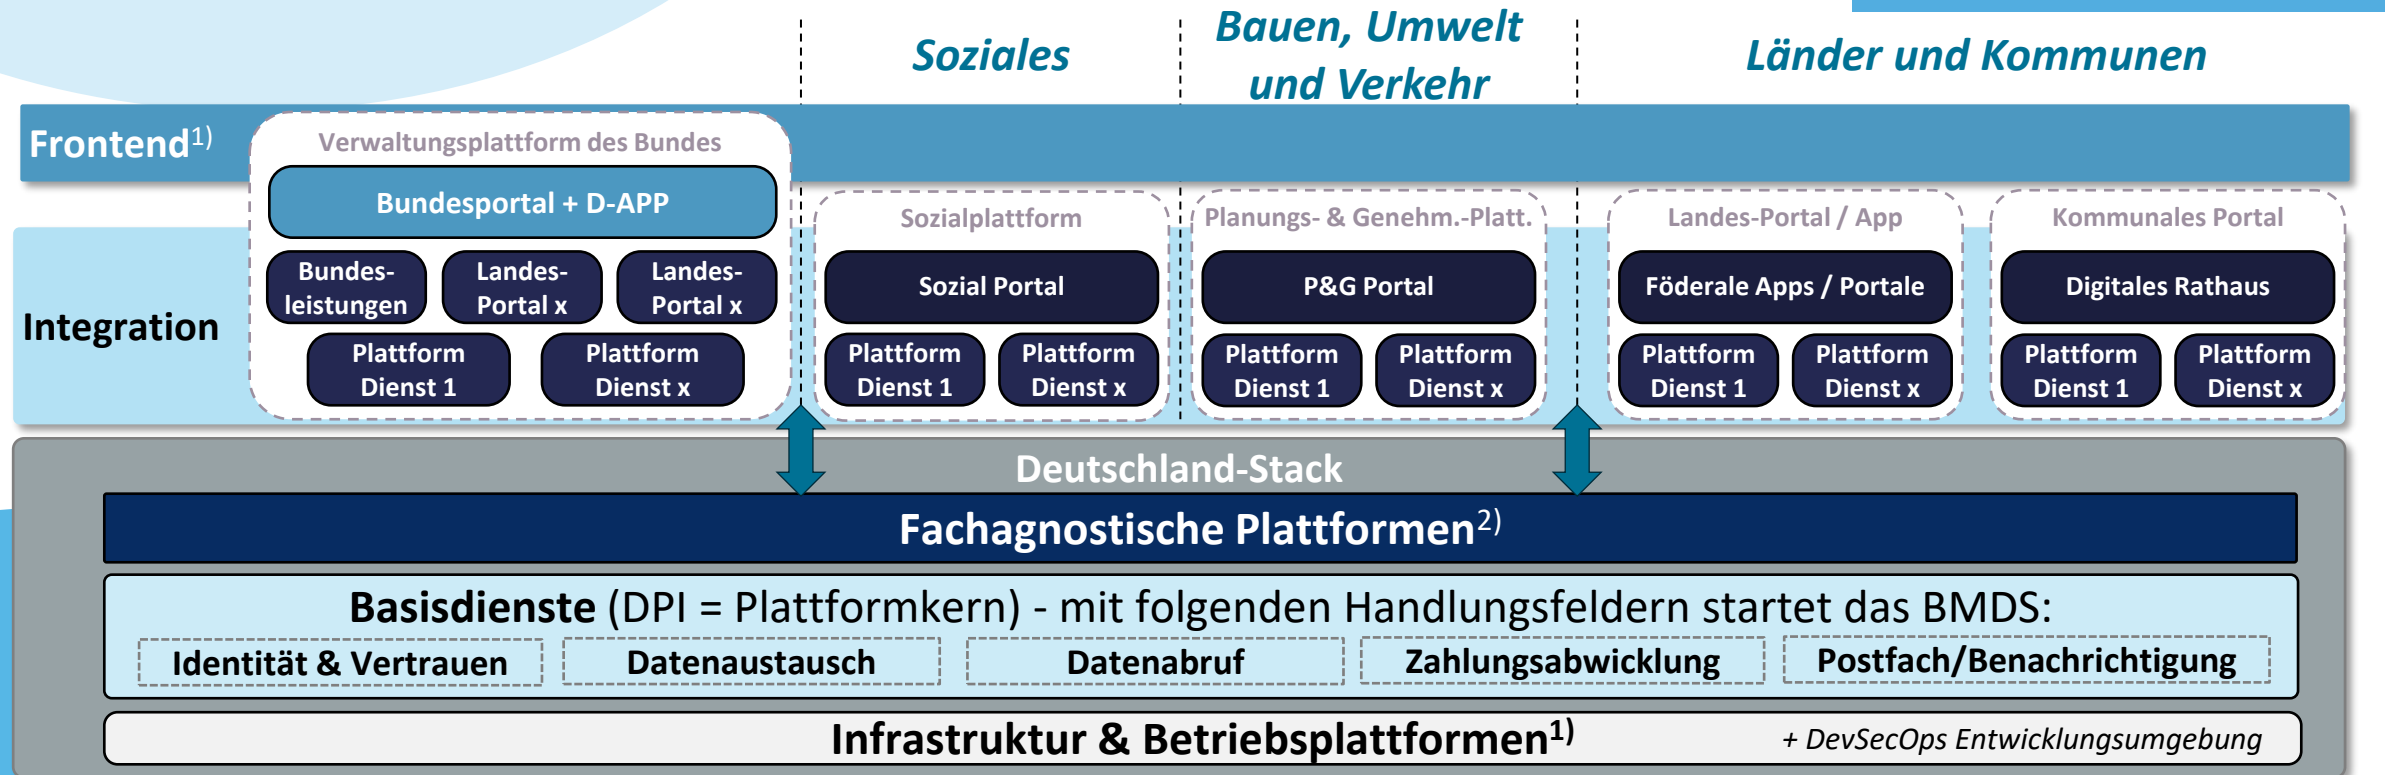 Soziales
Bauen, Umwelt
und Verkehr
Länder und Kommunen
Frontend1)
Verwaltungsplattform des Bundes
Bundesportal + D-APP
Integration
Bundes-
leistungen
Landes-
Portal x
Landes-
Portal x
Plattform
Dienst 1
Plattform
Dienst x
Sozialplattform
Sozial Portal
Plattform
Dienst 1
Plattform
Dienst x
Planungs- & Genehm.-Platt.
P&G Portal
Plattform
Dienst 1
Plattform
Dienst x
Landes-Portal / App
Föderale Apps / Portale
Plattform
Dienst 1
Plattform
Dienst x
Kommunales Portal
Digitales Rathaus
Plattform
Dienst 1
Plattform
Dienst x
Deutschland-Stack
Fachagnostische Plattformen2)
Basisdienste (DPI = Plattformkern) - mit folgenden Handlungsfeldern startet das BMDS:
Identität & Vertrauen
Datenaustausch
Datenabruf
Zahlungsabwicklung
Postfach/Benachrichtigung
Infrastruktur & Betriebsplattformen1)
+ DevSecOps Entwicklungsumgebung